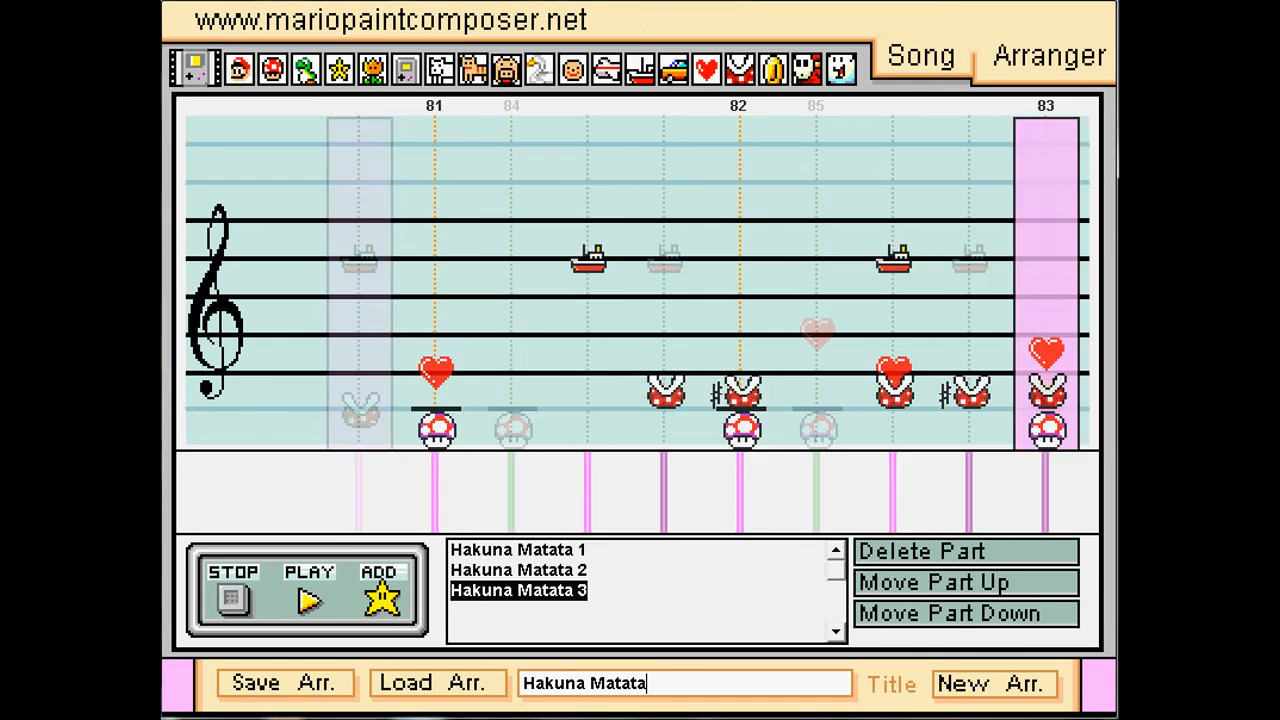 www.mariopaintcomposer.net
Song Arranger
81 84 82 85 83
STOP PLAY ADD
Hakuna Matata 1
Hakuna Matata 2
Hakuna Matata 3
Delete Part
Move Part Up
Move Part Down
Save Arr. Load Arr. Hakuna Matata Title New Arr.